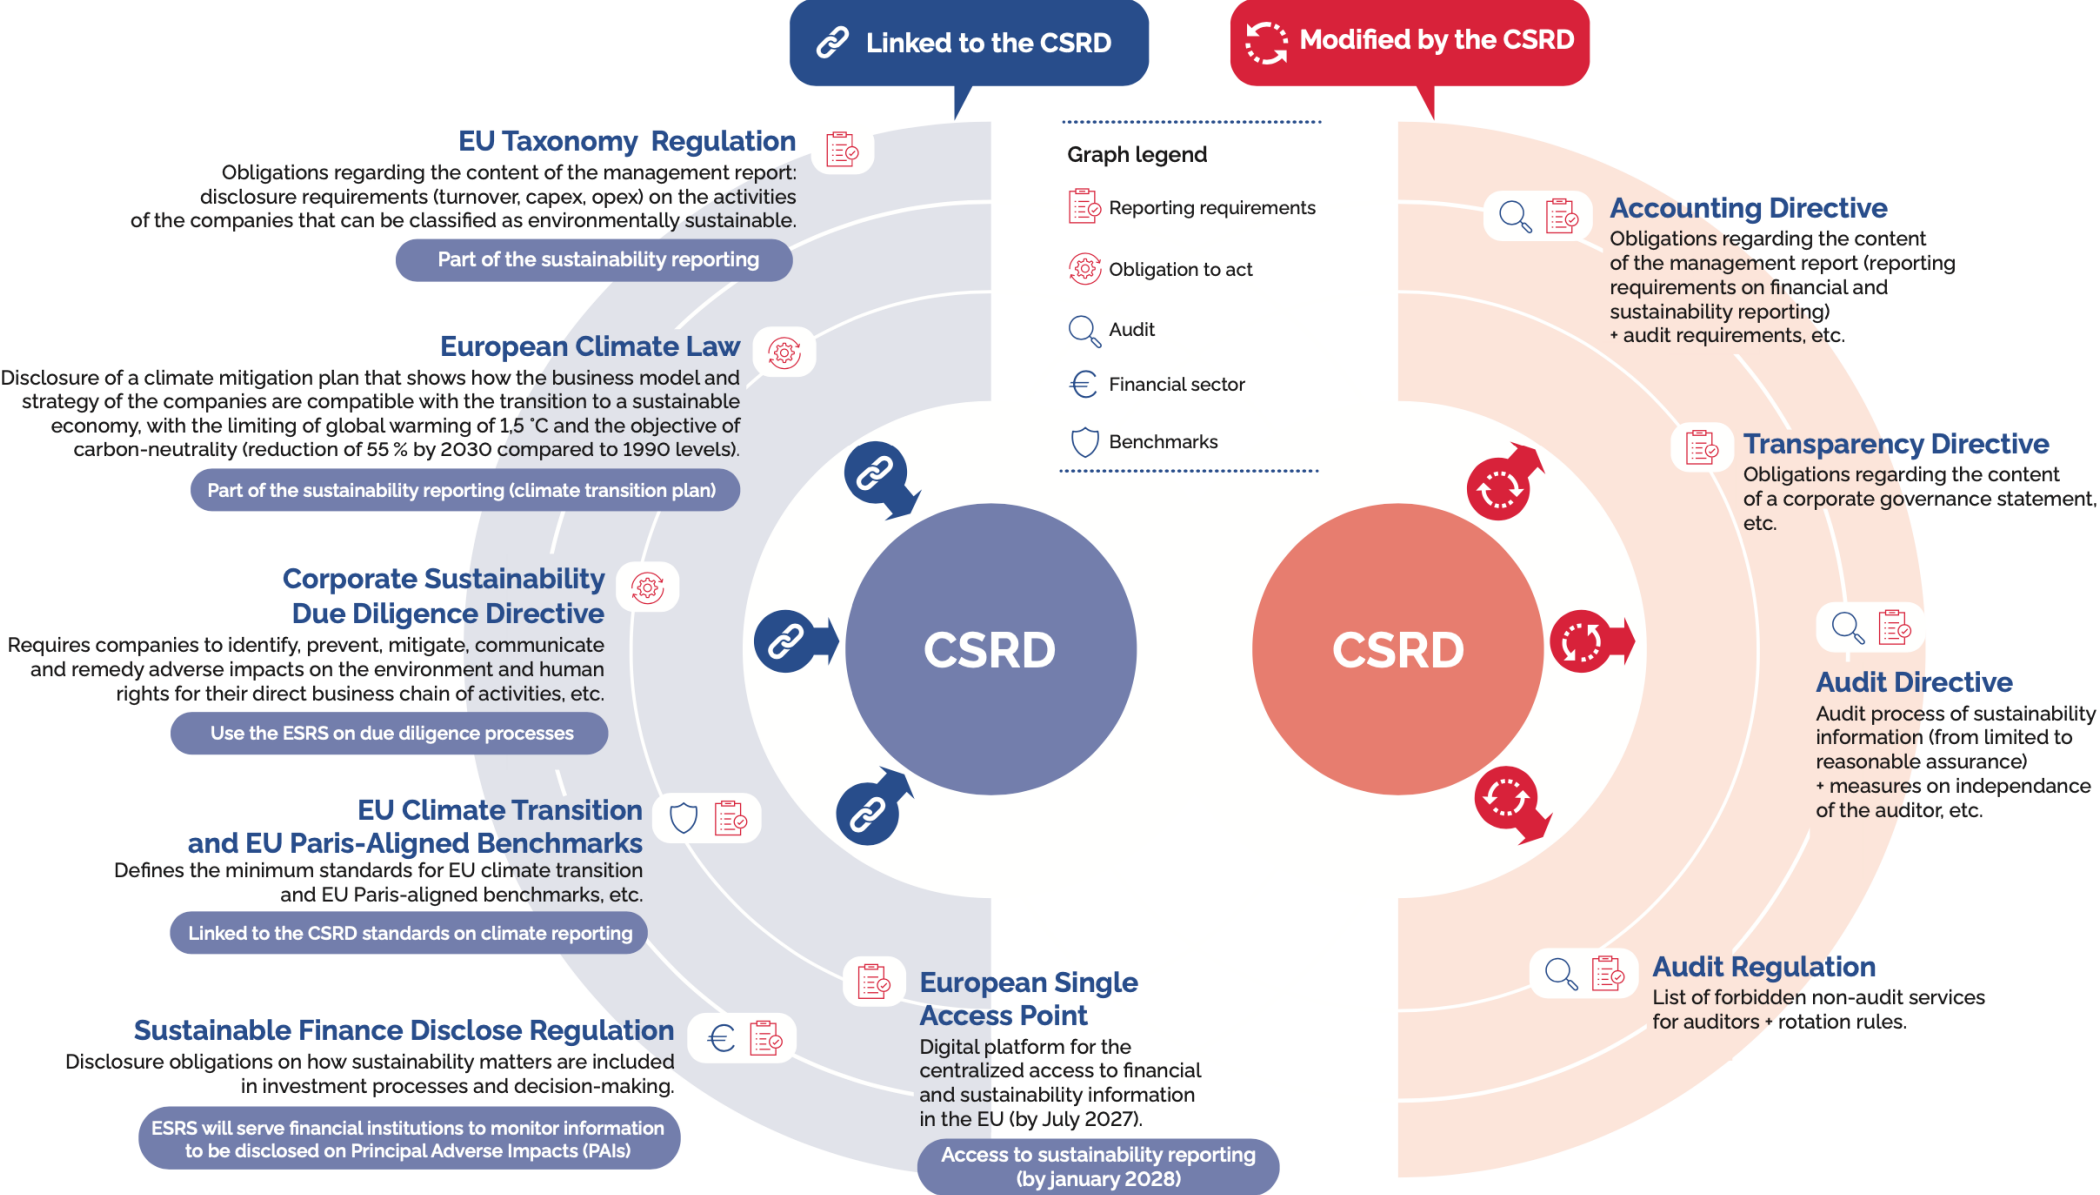 Linked to the CSRD
Modified by the CSRD
EU Taxonomy Regulation
Obligations regarding the content of the management report:
disclosure requirements (turnover, capex, opex) on the activities
of the companies that can be classified as environmentally sustainable.
Part of the sustainability reporting
European Climate Law
Disclosure of a climate mitigation plan that shows how the business model and
strategy of the companies are compatible with the transition to a sustainable
economy, with the limiting of global warming of 1,5 °C and the objective of
carbon-neutrality (reduction of 55 % by 2030 compared to 1990 levels).
Part of the sustainability reporting (climate transition plan)
Corporate Sustainability
Due Diligence Directive
Requires companies to identify, prevent, mitigate, communicate
and remedy adverse impacts on the environment and human
rights for their direct business chain of activities, etc.
Use the ESRS on due diligence processes
EU Climate Transition
and EU Paris-Aligned Benchmarks
Defines the minimum standards for EU climate transition
and EU Paris-aligned benchmarks, etc.
Linked to the CSRD standards on climate reporting
Sustainable Finance Disclose Regulation
Disclosure obligations on how sustainability matters are included
in investment processes and decision-making.
ESRS will serve financial institutions to monitor information
to be disclosed on Principal Adverse Impacts (PAIs)
European Single
Access Point
Digital platform for the
centralized access to financial
and sustainability information
in the EU (by July 2027).
Access to sustainability reporting
(by january 2028)
CSRD
Graph legend
Reporting requirements
Obligation to act
Audit
Financial sector
Benchmarks
CSRD
Accounting Directive
Obligations regarding the content
of the management report (reporting
requirements on financial and
sustainability reporting)
+ audit requirements, etc.
Transparency Directive
Obligations regarding the content
of a corporate governance statement,
etc.
Audit Directive
Audit process of sustainability
information (from limited to
reasonable assurance)
+ measures on independance
of the auditor, etc.
Audit Regulation
List of forbidden non-audit services
for auditors + rotation rules.